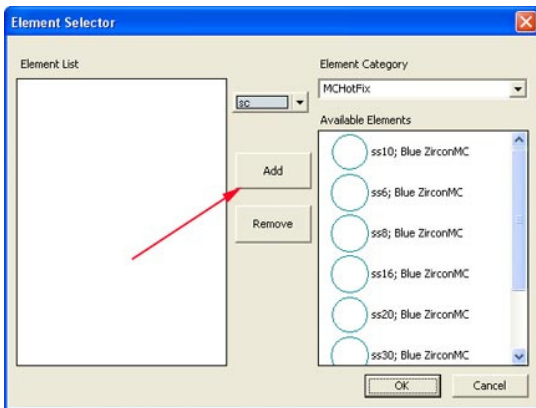 Element Selector
Element List
Element Category
MCHotFix
sc
Available Elements
ss10; Blue ZirconMC
Add
ss6; Blue ZirconMC
Remove
ss8; Blue ZirconMC
ss16; Blue ZirconMC
ss20; Blue ZirconMC
ss30; Blue ZirconMC
OK
Cancel